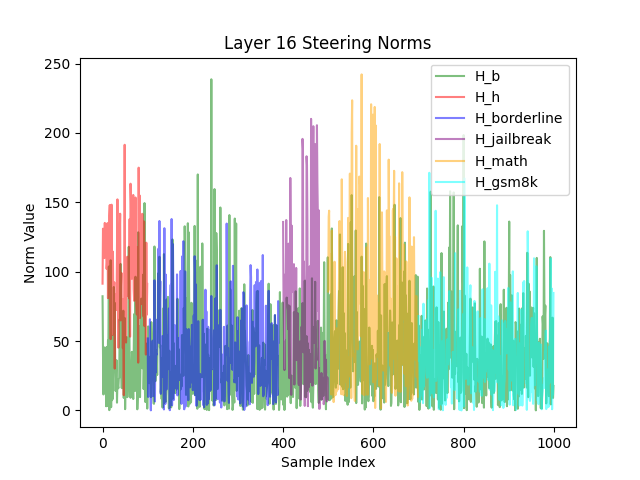 Layer 16 Steering Norms
250
200
150
100
50
0
Norm Value
H_b
H_h
H_borderline
H_jailbreak
H_math
H_gsm8k
0
200
400
600
800
1000
Sample Index